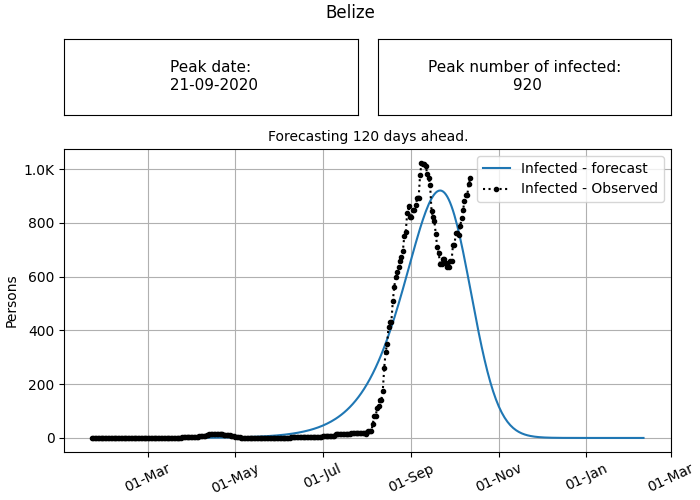 Belize
Peak date:
21-09-2020
Peak number of infected:
920
Forecasting 120 days ahead.
Infected - forecast
Infected - Observed
Persons
1.0K
800
600
400
200
0
01-Mar
01-May
01-Jul
01-Sep
01-Nov
01-Jan
01-Mar